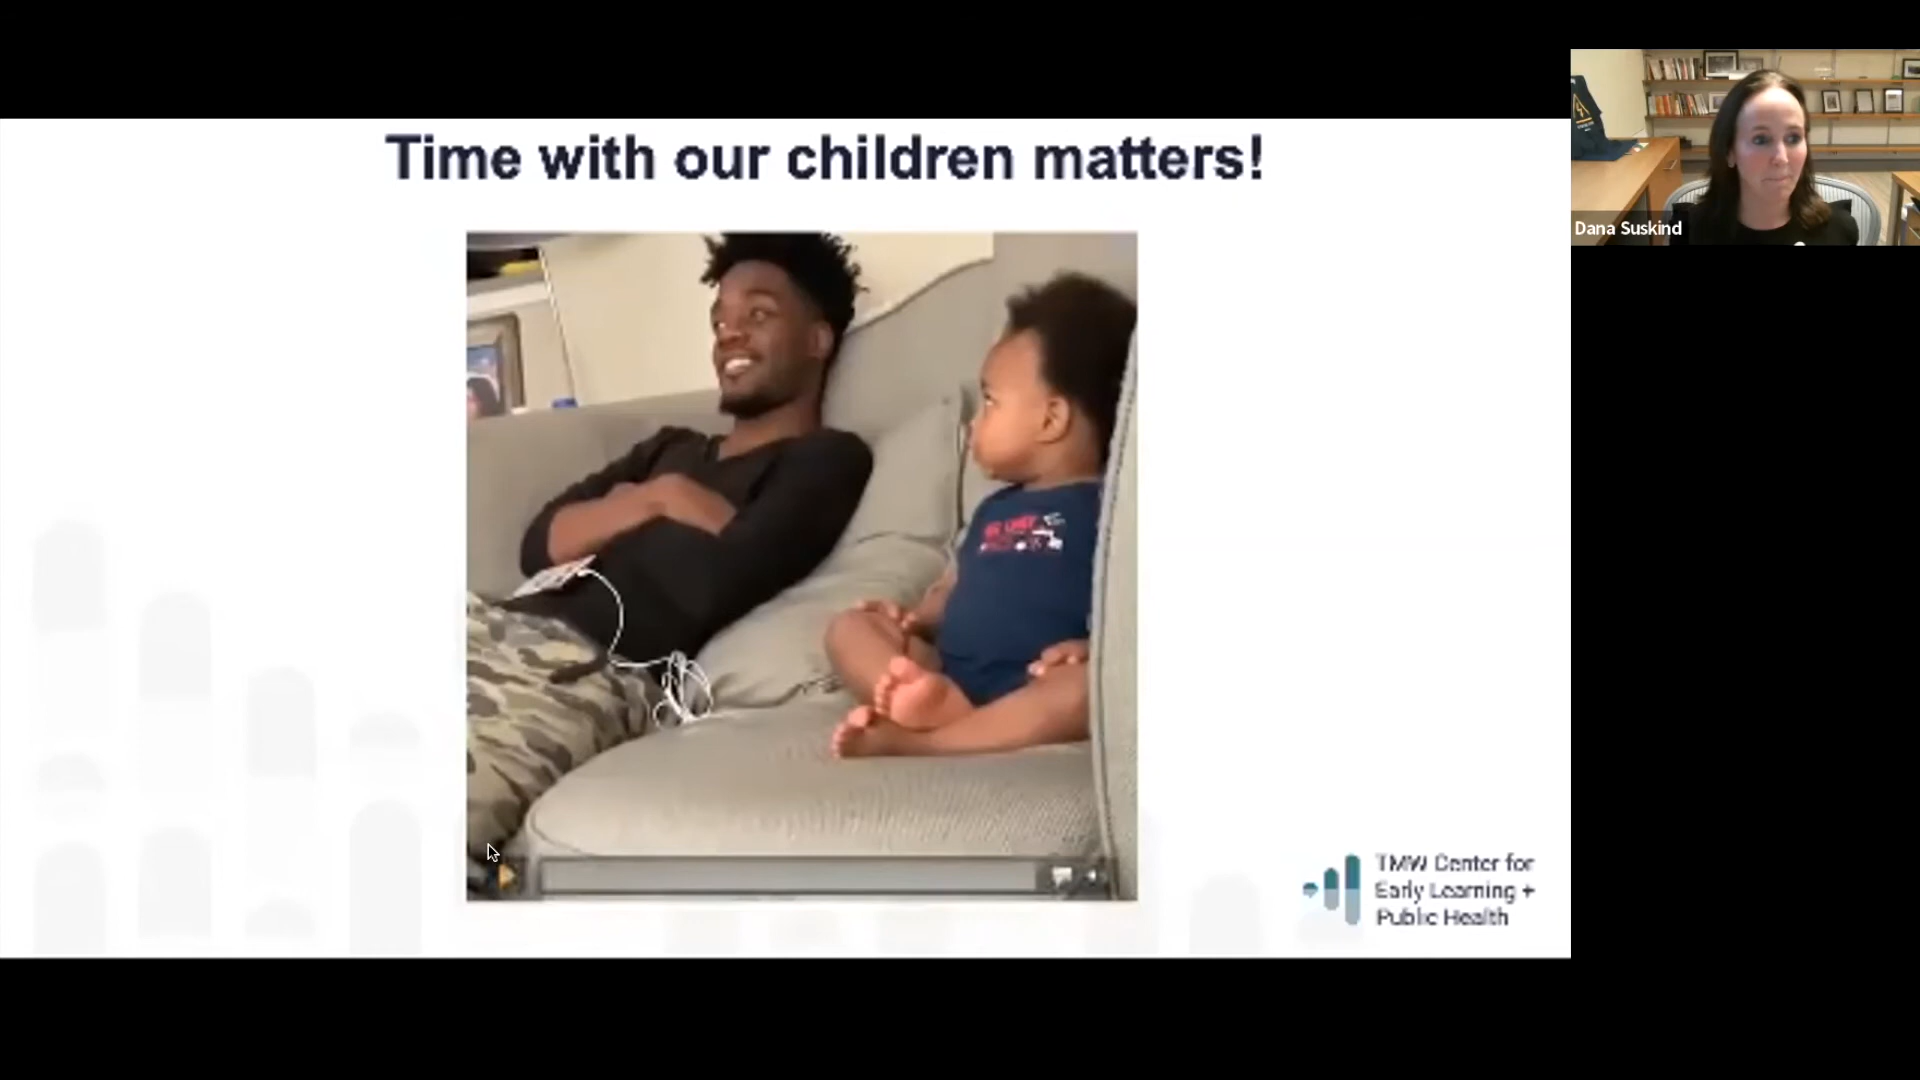 Time with our children matters!
Dana Suskind
TMW Center for
Early Learning +
Public Health